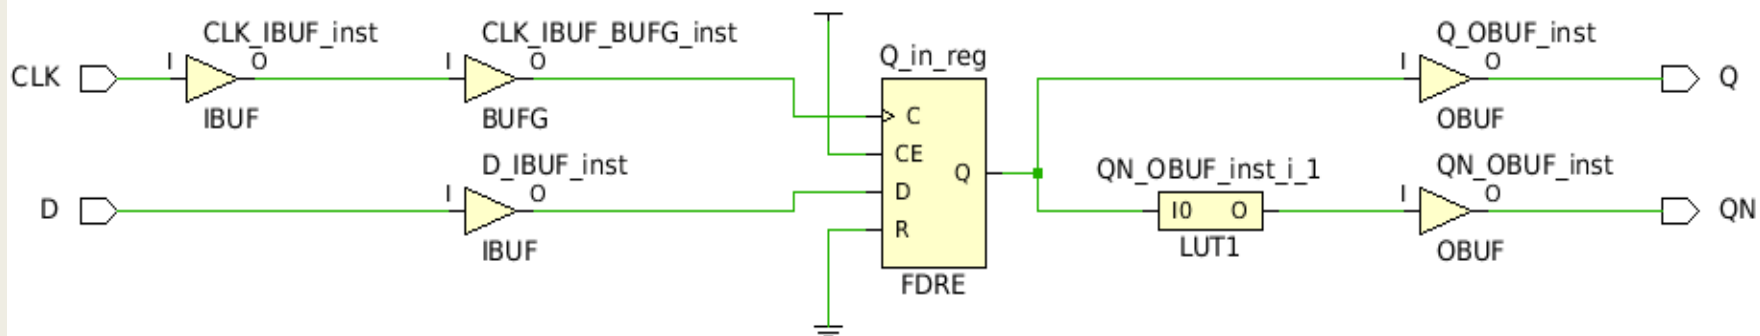 CLK_IBUF_inst
CLK_IBUF_BUFG_inst
Q_OBUF_inst
Q_in_reg
CLK
I
O
I
O
I
O
Q
IBUF
BUFG
C
OBUF
CE
D_IBUF_inst
QN_OBUF_inst_i_1
QN_OBUF_inst
Q
D
I
O
D
I0 O
I
O
QN
R
IBUF
LUT1
OBUF
FDRE